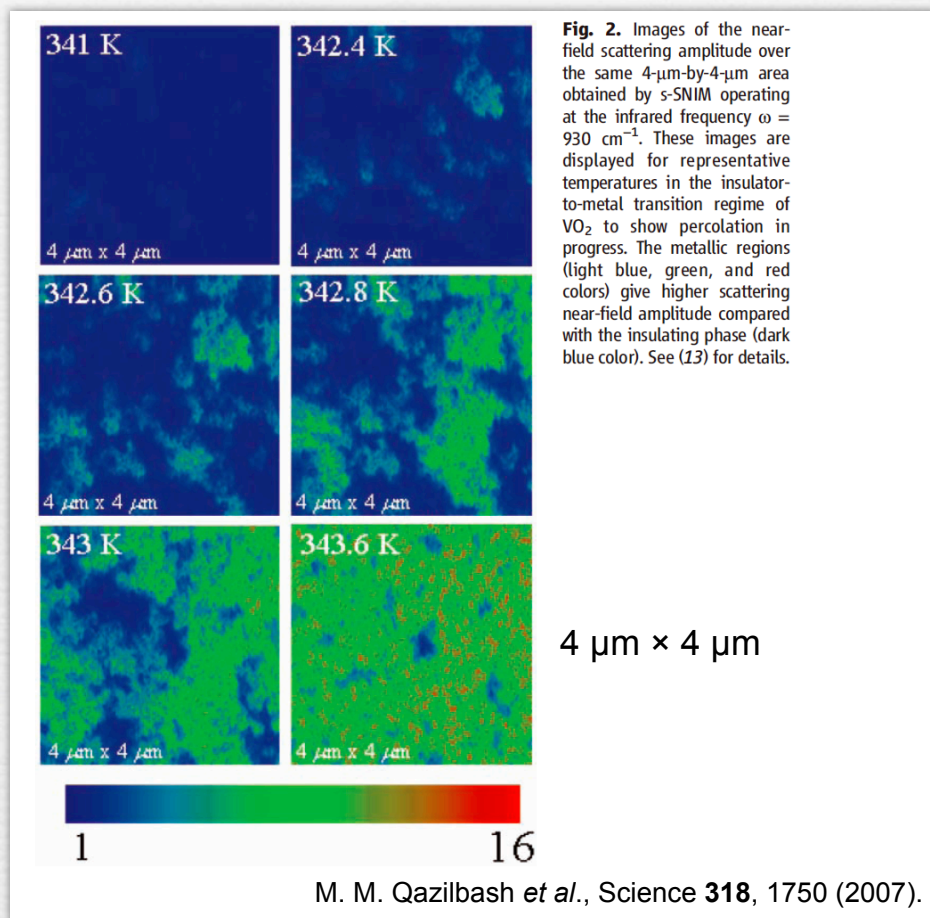 341 K
4 μm x 4 μm
342.4 K
4 μm x 4 μm
342.6 K
4 μm x 4 μm
342.8 K
4 μm x 4 μm
343 K
4 μm x 4 μm
343.6 K
4 μm x 4 μm
1
16
Fig. 2. Images of the near-
field scattering amplitude over
the same 4-μm-by-4-μm area
obtained by s-SNIM operating
at the infrared frequency ω =
930 cm⁻¹. These images are
displayed for representative
temperatures in the insulator-
to-metal transition regime of
VO₂ to show percolation in
progress. The metallic regions
(light blue, green, and red
colors) give higher scattering
near-field amplitude compared
with the insulating phase (dark
blue color). See (13) for details.
4 μm × 4 μm
M. M. Qazilbash et al., Science 318, 1750 (2007).